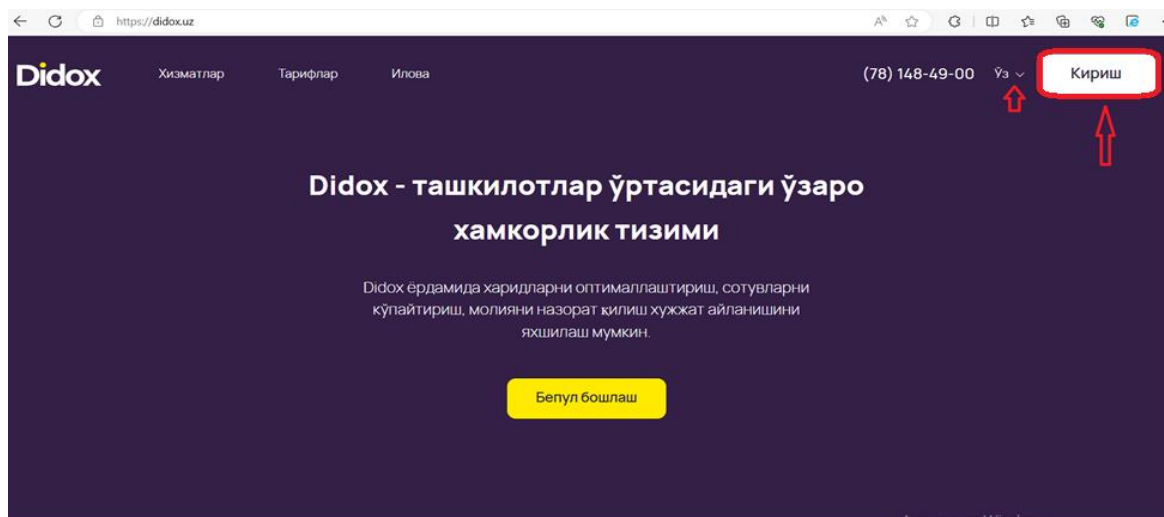 https://didox.uz
Didox Хизматлар Тарифлар Илова (78) 148-49-00 Ўз Кириш
Didox - ташкилотлар ўртасидаги ўзаро
хамкорлик тизими
Didox ёрдамида харидларни оптималлаштириш, сотувларни
кўпайтириш, молияни назорат қилиш хужжат айланишини
яхшилаш мумкин.
Бепул бошлаш